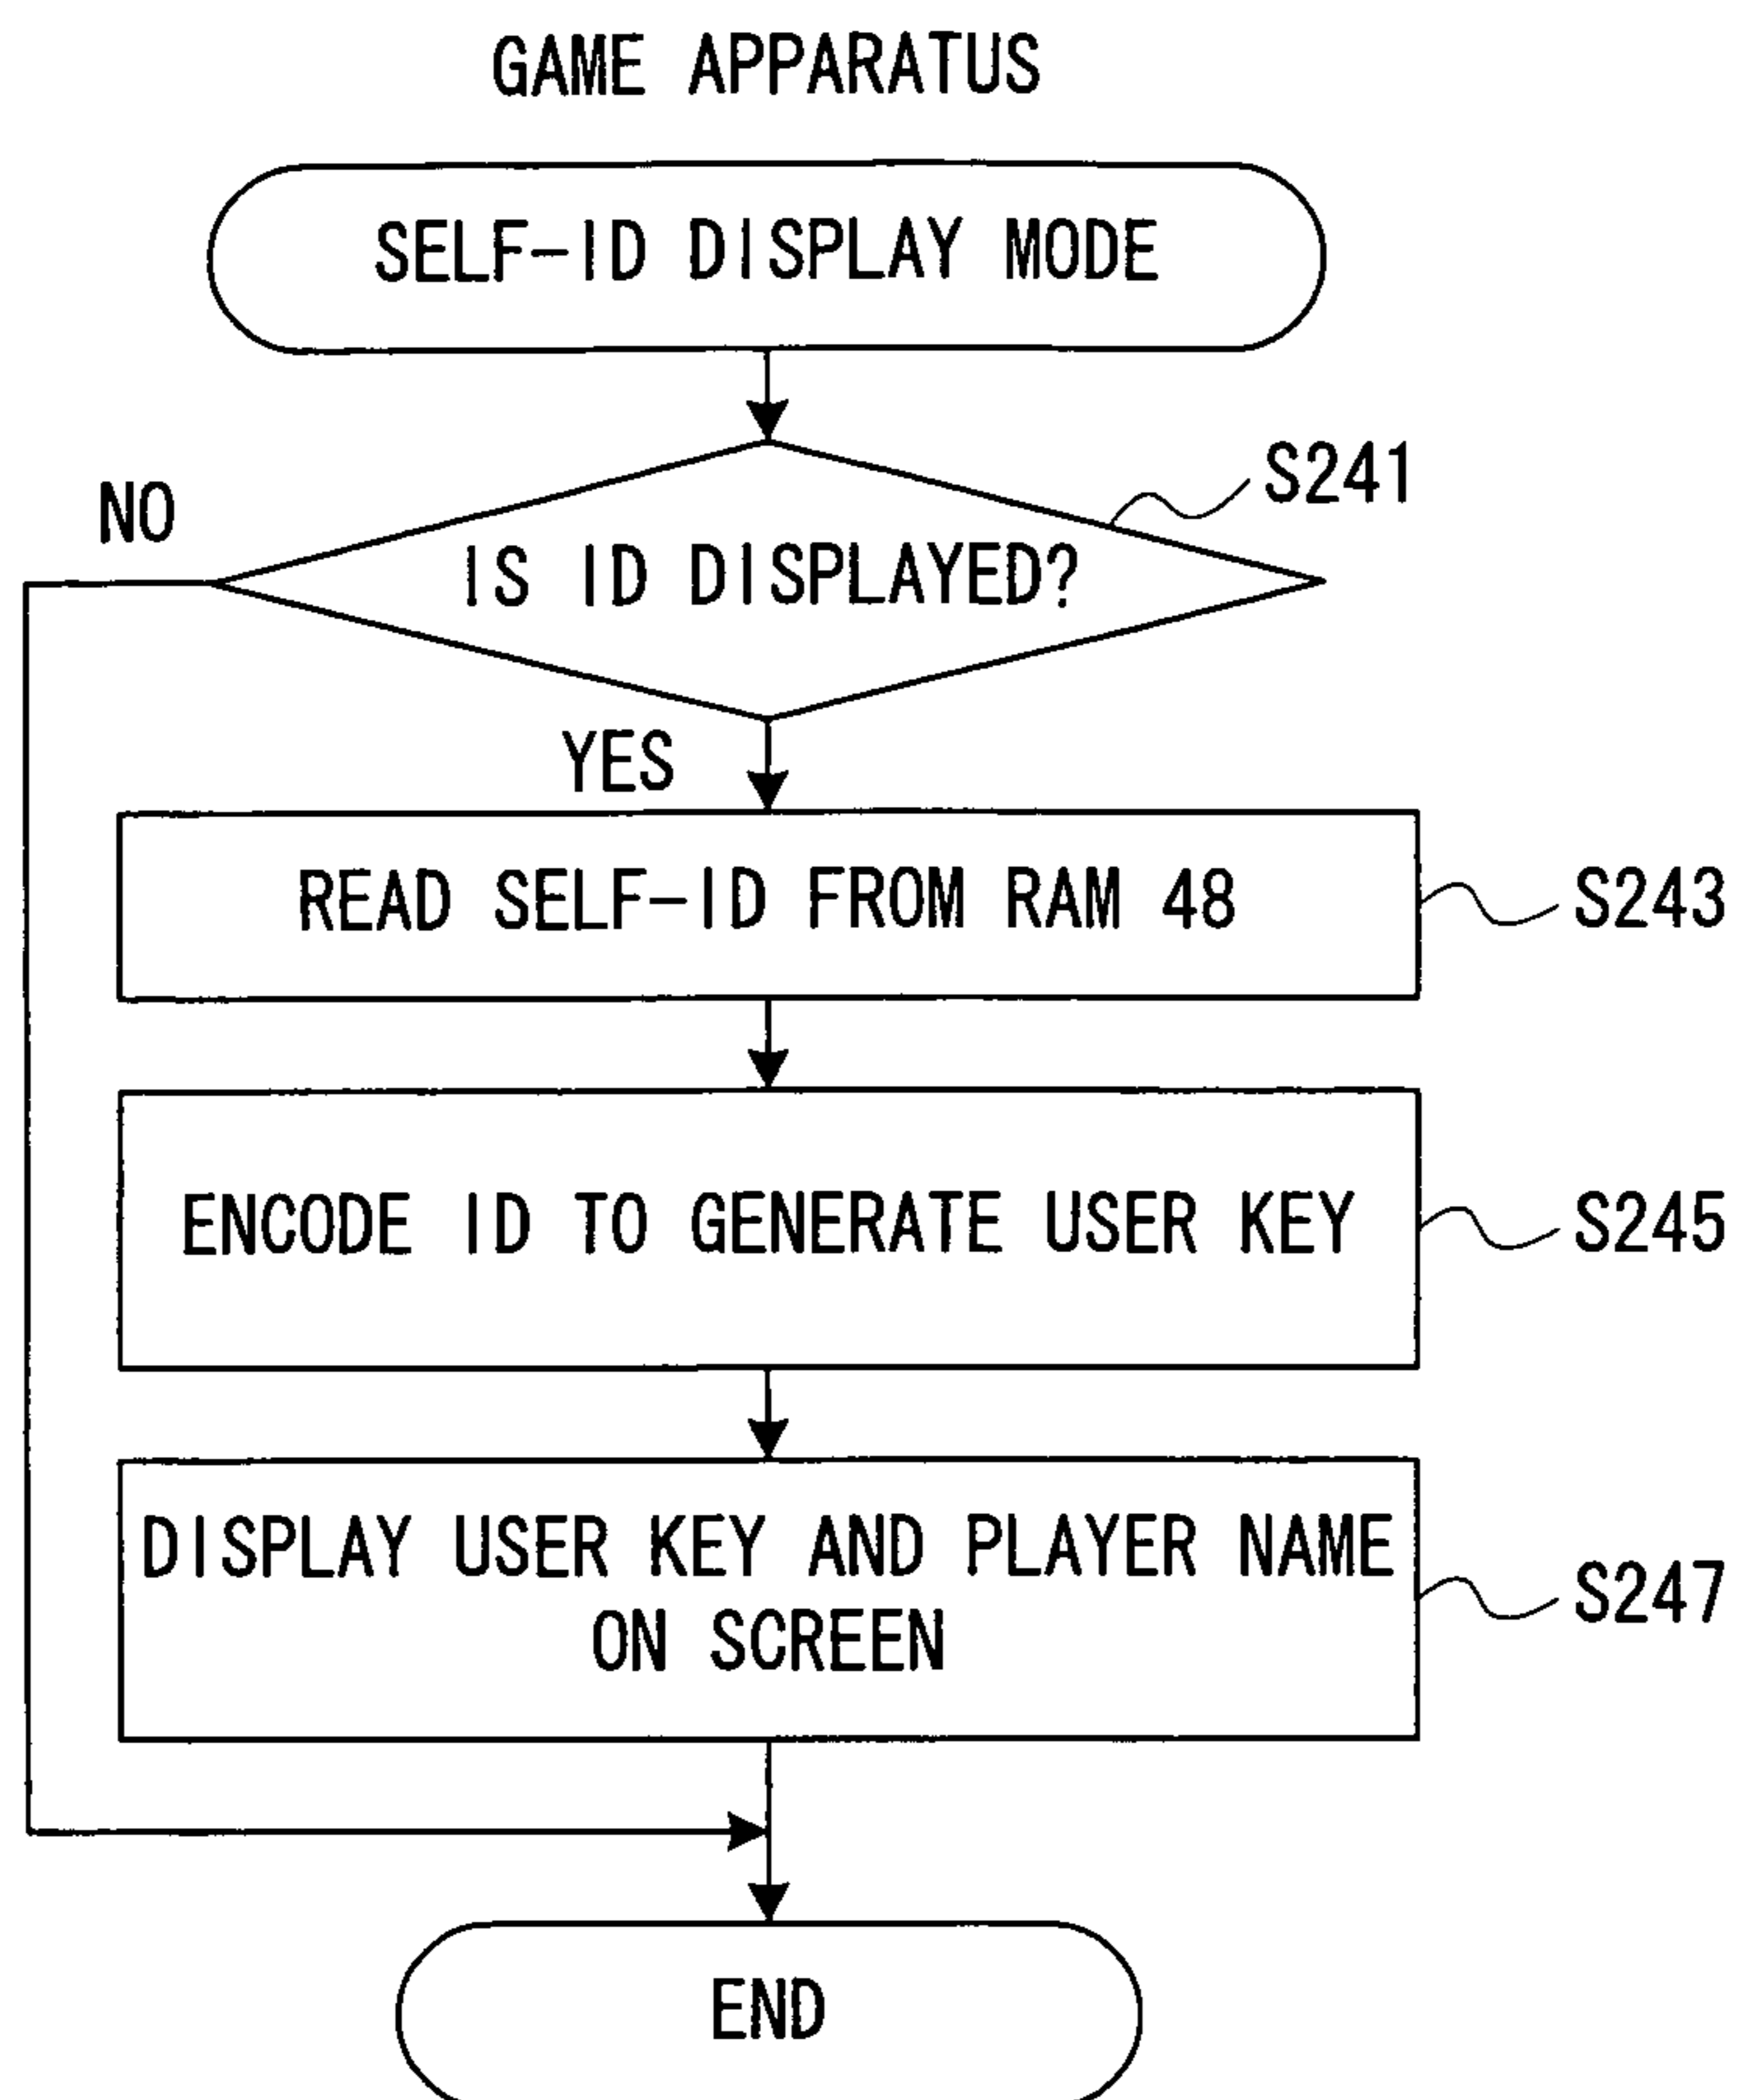 GAME APPARATUS
SELF-ID DISPLAY MODE
S241
NO
IS ID DISPLAYED?
YES
READ SELF-ID FROM RAM 48
S243
ENCODE ID TO GENERATE USER KEY
S245
DISPLAY USER KEY AND PLAYER NAME
ON SCREEN
S247
END